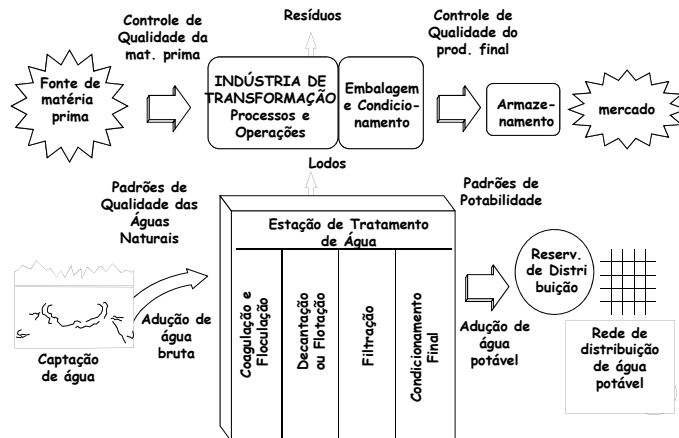 Controle de
Qualidade da
mat. prima
Resíduos
Controle de
Qualidade do
prod. final
Fonte de
matéria
prima
INDÚSTRIA DE
TRANSFORMAÇÃO
Processos e
Operações
Embalagem
e Condicio-
namento
Armaze-
namento
mercado
Lodos
Padrões de
Qualidade das
Águas
Naturais
Padrões de
Potabilidade
Estação de Tratamento
de Água
Coagulação e
Floculação
Decantação
ou Flotação
Filtração
Condicionamento
Final
Captação
de água
Adução de
água
bruta
Adução de
água
potável
Reserv.
de Distri
buição
Rede de
distribuição
de água
potável